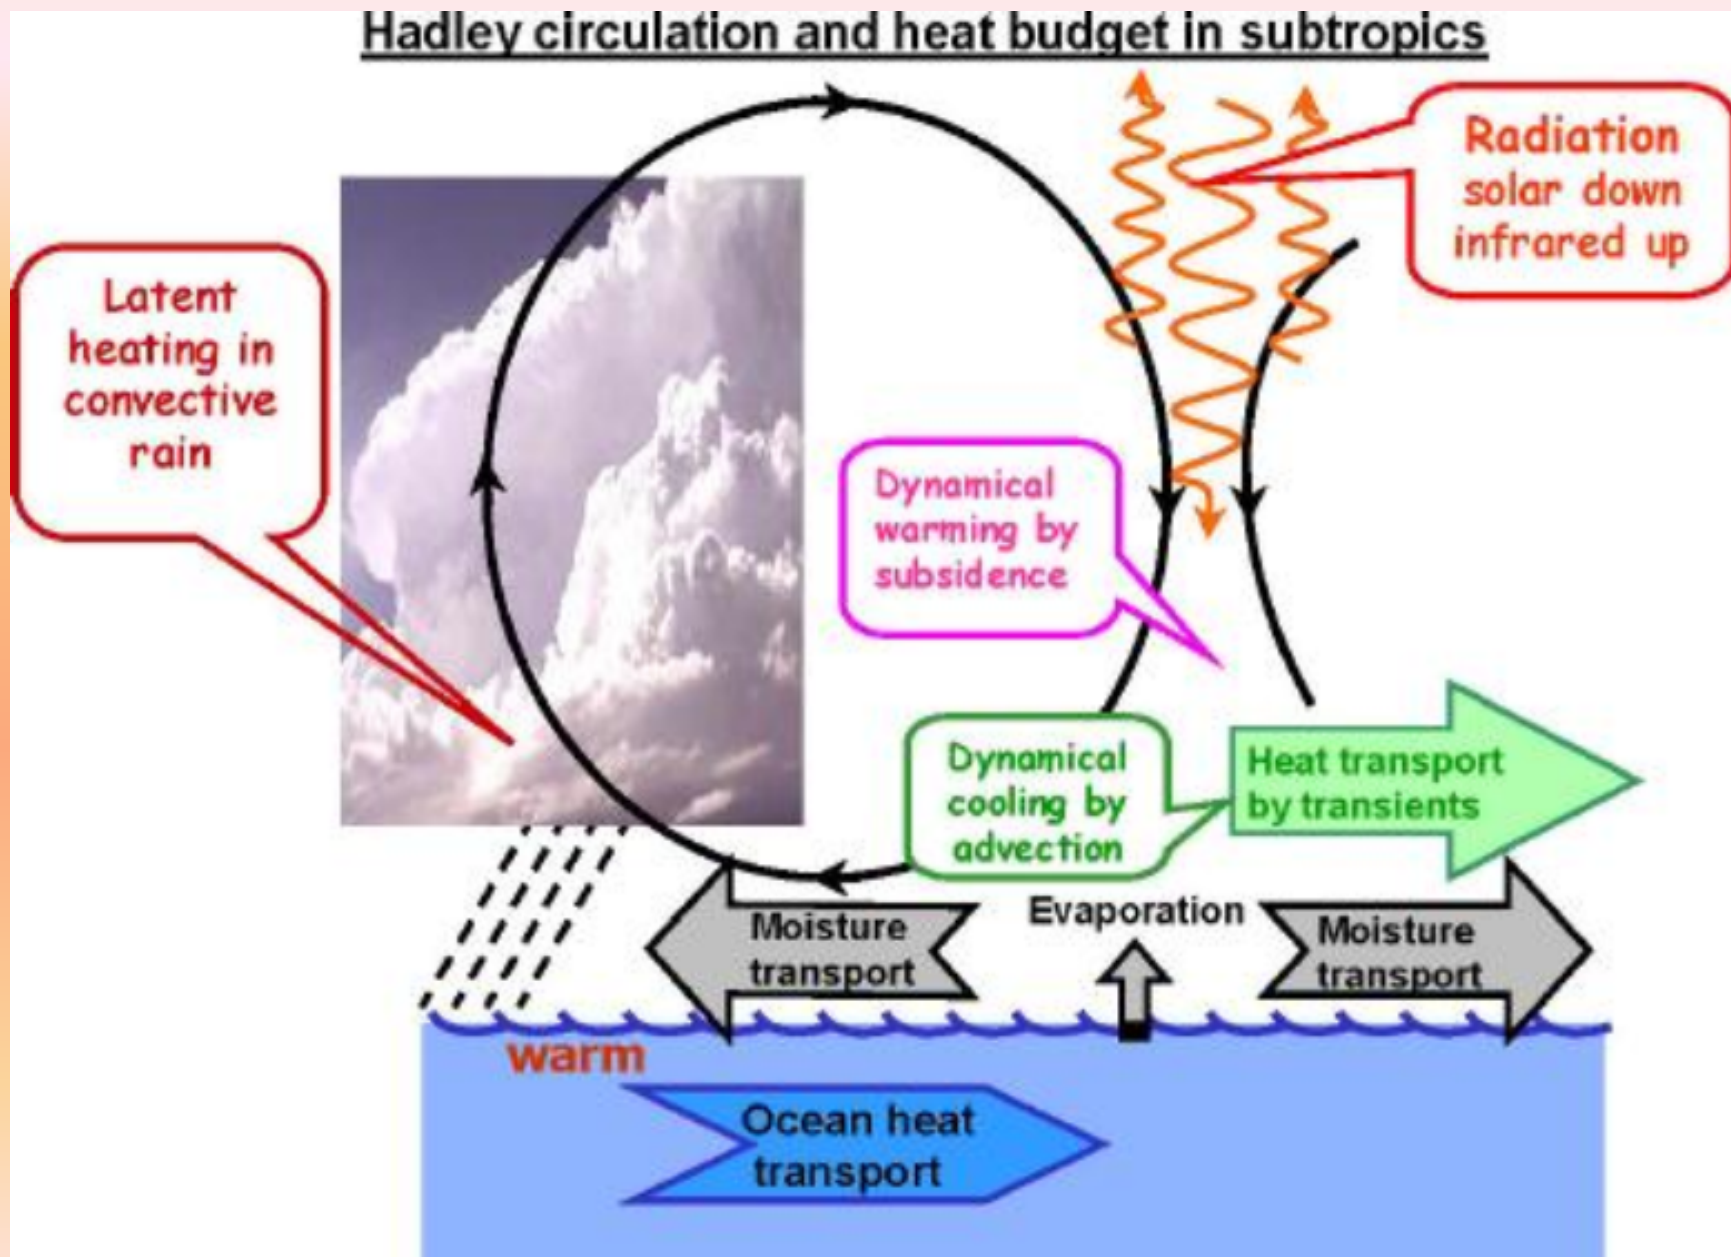 Hadley circulation and heat budget in subtropics
Radiation
solar down
infrared up
Latent
heating in
convective
rain
Dynamical
warming by
subsidence
Dynamical
cooling by
advection
Heat transport
by transients
Moisture
transport
Evaporation
Moisture
transport
warm
Ocean heat
transport